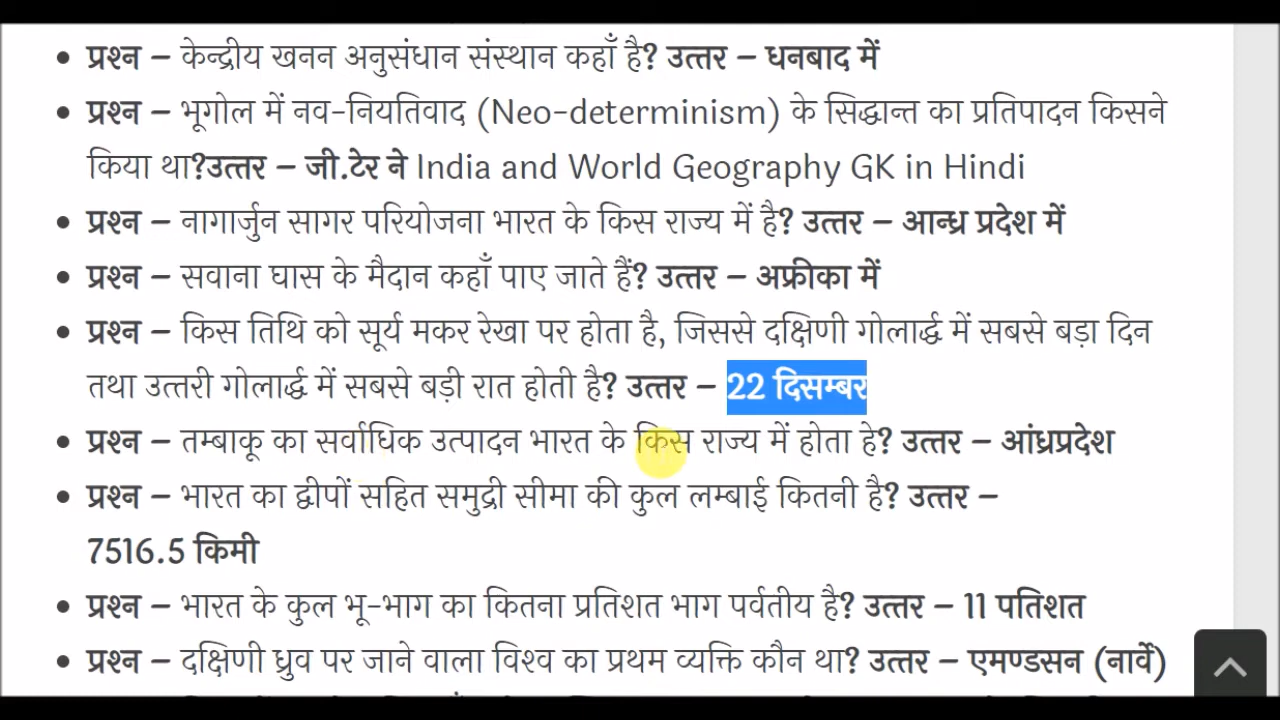 • प्रश्न – केन्द्रीय खनन अनुसंधान संस्थान कहाँ है? उत्तर – धनबाद में
• प्रश्न – भूगोल में नव-नियतिवाद (Neo-determinism) के सिद्धान्त का प्रतिपादन किसने
किया था?उत्तर – जी.टेर ने India and World Geography GK in Hindi
• प्रश्न – नागार्जुन सागर परियोजना भारत के किस राज्य में है? उत्तर – आन्ध्र प्रदेश में
• प्रश्न – सवाना घास के मैदान कहाँ पाए जाते हैं? उत्तर – अफ्रीका में
• प्रश्न – किस तिथि को सूर्य मकर रेखा पर होता है, जिससे दक्षिणी गोलार्द्ध में सबसे बड़ा दिन
तथा उत्तरी गोलार्द्ध में सबसे बड़ी रात होती है? उत्तर – 22 दिसम्बर
• प्रश्न – तम्बाकू का सर्वाधिक उत्पादन भारत के किस राज्य में होता हे? उत्तर – आंध्रप्रदेश
• प्रश्न – भारत का द्वीपों सहित समुद्री सीमा की कुल लम्बाई कितनी है? उत्तर –
7516.5 किमी
• प्रश्न – भारत के कुल भू-भाग का कितना प्रतिशत भाग पर्वतीय है? उत्तर – 11 पतिशत
• प्रश्न – दक्षिणी ध्रुव पर जाने वाला विश्व का प्रथम व्यक्ति कौन था? उत्तर – एमण्डसन (नार्वे)